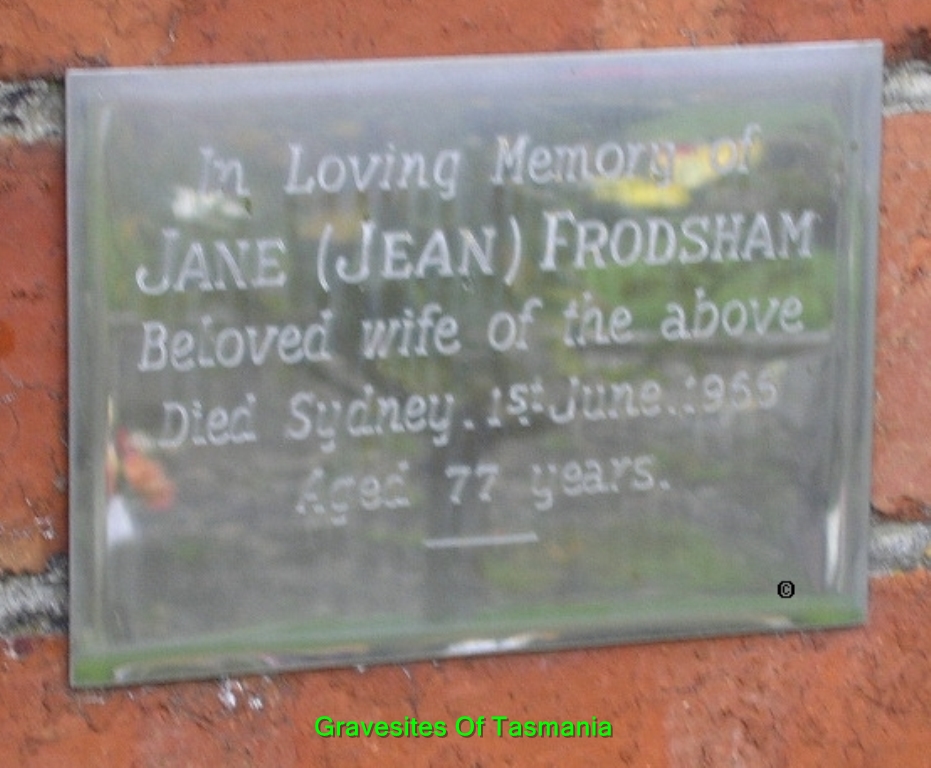 In Loving Memory of
JANE (JEAN) FRODSHAM
Beloved wife of the above
Died Sydney. 1st June.
Aged 77 years.
©
Gravesites Of Tasmania